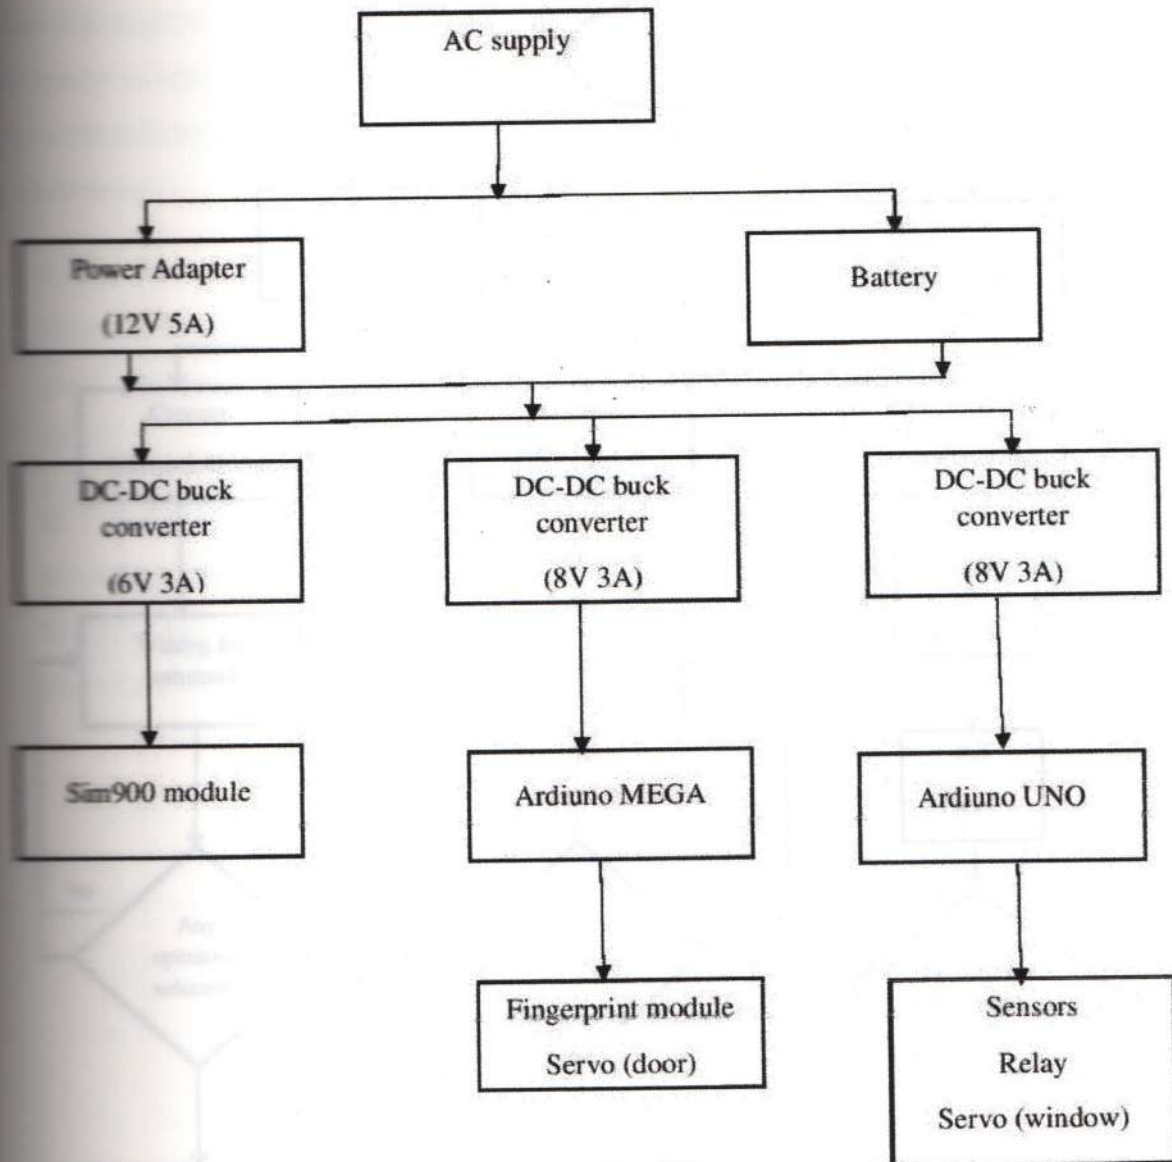 AC supply
Power Adapter
(12V 5A)
Battery
DC-DC buck
converter
(6V 3A)
DC-DC buck
converter
(8V 3A)
DC-DC buck
converter
(8V 3A)
Sim900 module
Ardiuno MEGA
Ardiuno UNO
Fingerprint module
Servo (door)
Sensors
Relay
Servo (window)